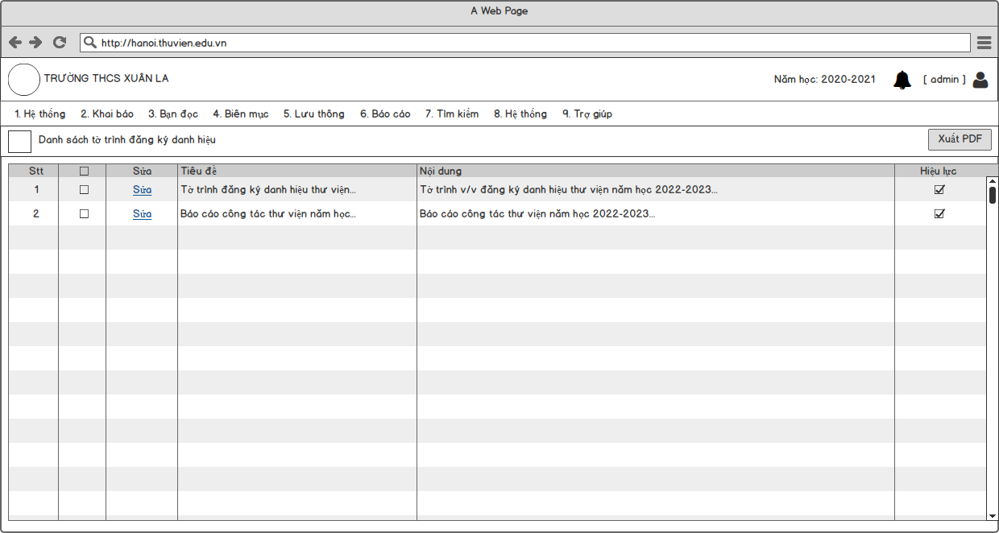 A Web Page
http://hanoi.thuvien.edu.vn
TRƯỜNG THCS XUÂN LA
Năm học: 2020-2021 [ admin ]
1. Hệ thống 2. Khai báo 3. Bạn đọc 4. Biên mục 5. Lưu thông 6. Báo cáo 7. Tìm kiếm 8. Hệ thống 9. Trợ giúp
Danh sách tờ trình đăng ký danh hiệu
Xuất PDF
Stt Sửa Tiêu đề Nội dung Hiệu lực
1 Sửa Tờ trình đăng ký danh hiệu thư viện... Tờ trình v/v đăng ký danh hiệu thư viện năm học 2022-2023...
2 Sửa Báo cáo công tác thư viện năm học... Báo cáo công tác thư viện năm học 2022-2023...